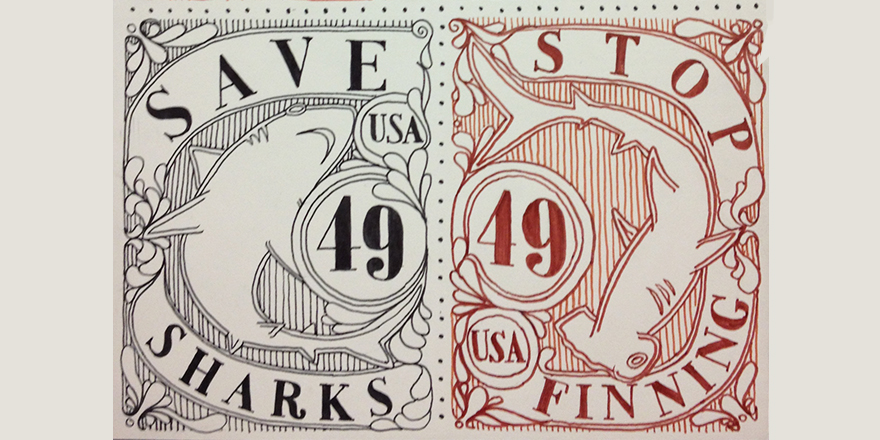 SAVE
USA
49
SHARKS
STOP
49
USA
FINNING